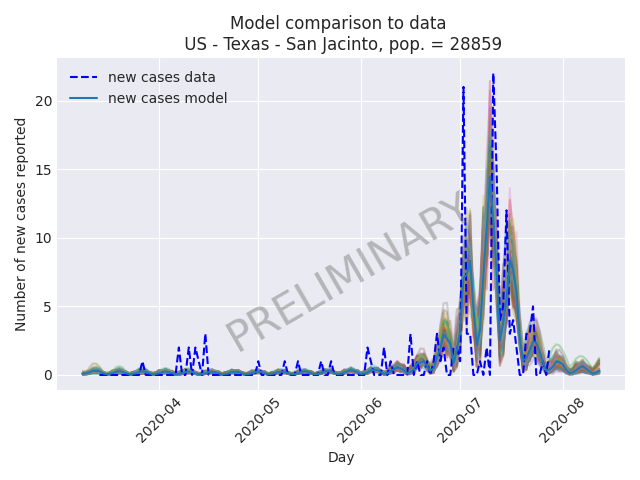 Model comparison to data
US - Texas - San Jacinto, pop. = 28859
new cases data
new cases model
PRELIMINARY
Number of new cases reported
20
15
10
5
0
2020-04
2020-05
2020-06
2020-07
2020-08
Day